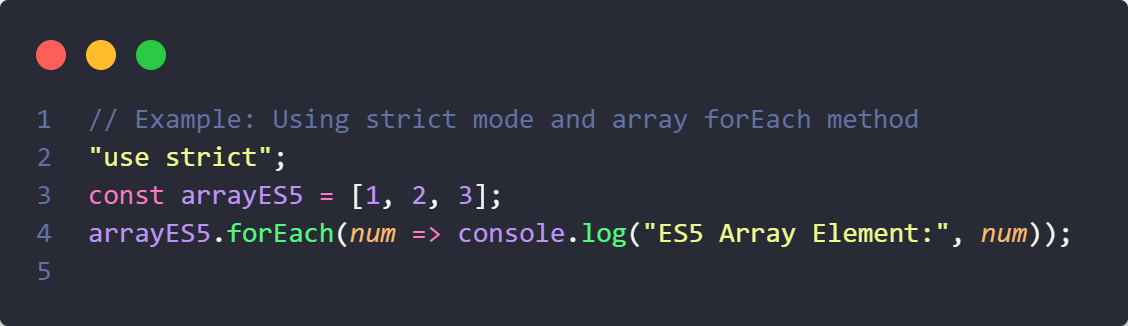 1 // Example: Using strict mode and array forEach method
2 "use strict";
3 const arrayES5 = [1, 2, 3];
4 arrayES5.forEach(num => console.log("ES5 Array Element:", num));
5